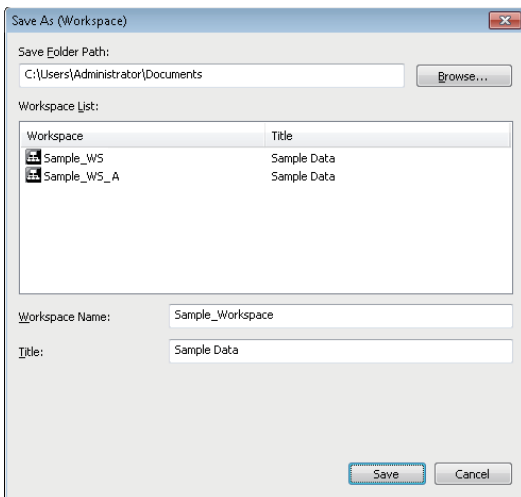 Save As (Workspace)
Save Folder Path:
C:\Users\Administrator\Documents
Browse...
Workspace List:
Workspace Title
Sample_WS Sample Data
Sample_WS_A Sample Data
Workspace Name: Sample_Workspace
Title: Sample Data
Save Cancel